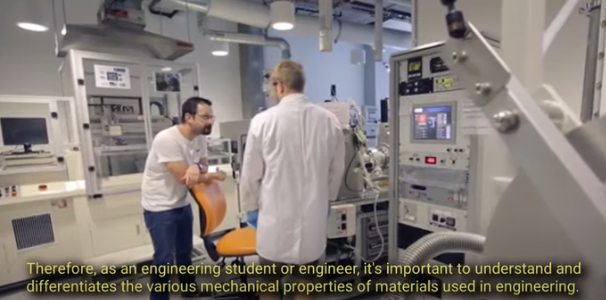 Therefore, as an engineering student or engineer, it's important to understand and
differentiates the various mechanical properties of materials used in engineering.